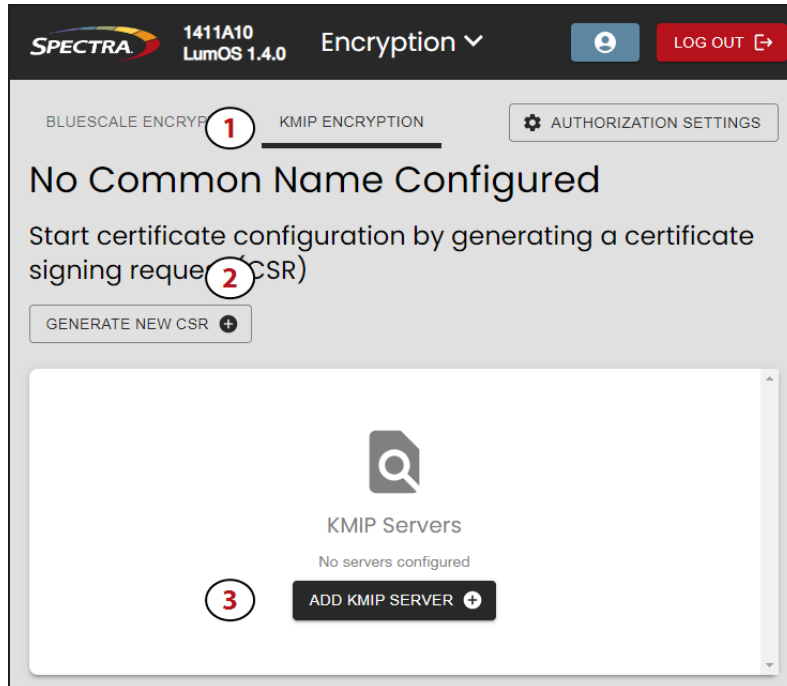 SPECTRA
1411A10
LumOS 1.4.0
Encryption
LOG OUT
BLUESCALE ENCRYP
1
KMIP ENCRYPTION
AUTHORIZATION SETTINGS
No Common Name Configured
Start certificate configuration by generating a certificate
signing reque (CSR)
2
GENERATE NEW CSR
KMIP Servers
No servers configured
3
ADD KMIP SERVER